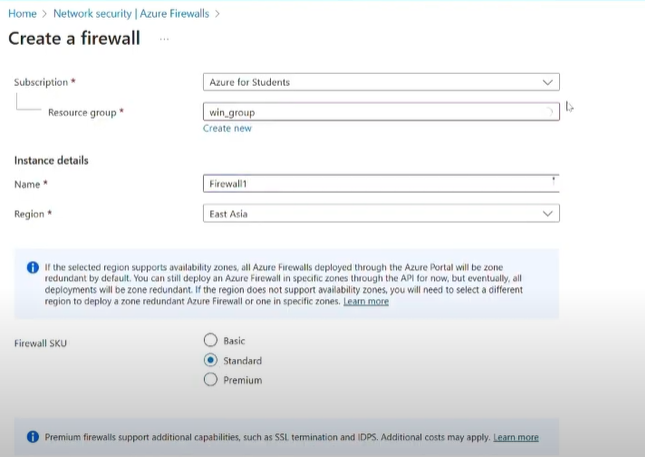 Home > Network security | Azure Firewalls >
Create a firewall ...
Subscription * Azure for Students
Resource group * win_group
Create new
Instance details
Name * Firewall1
Region * East Asia
If the selected region supports availability zones, all Azure Firewalls deployed through the Azure Portal will be zone
redundant by default. You can still deploy an Azure Firewall in specific zones through the API for now, but eventually, all
deployments will be zone redundant. If the region does not support availability zones, you will need to select a different
region to deploy a zone redundant Azure Firewall or one in specific zones. Learn more
Firewall SKU
Basic
Standard
Premium
Premium firewalls support additional capabilities, such as SSL termination and IDPS. Additional costs may apply. Learn more